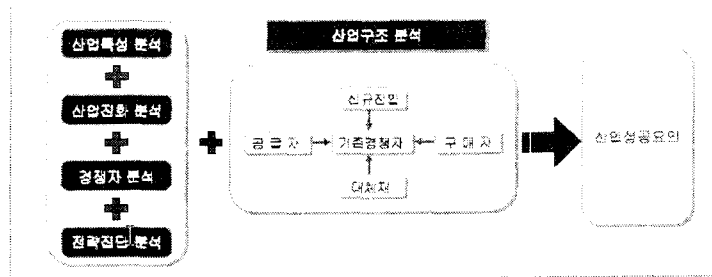 산업특성 분석
산업진화 분석
경쟁자 분석
전략집단 분석
산업구조 분석
신규진입
공급자
기존경쟁자
구매자
대체재
산업성공요인